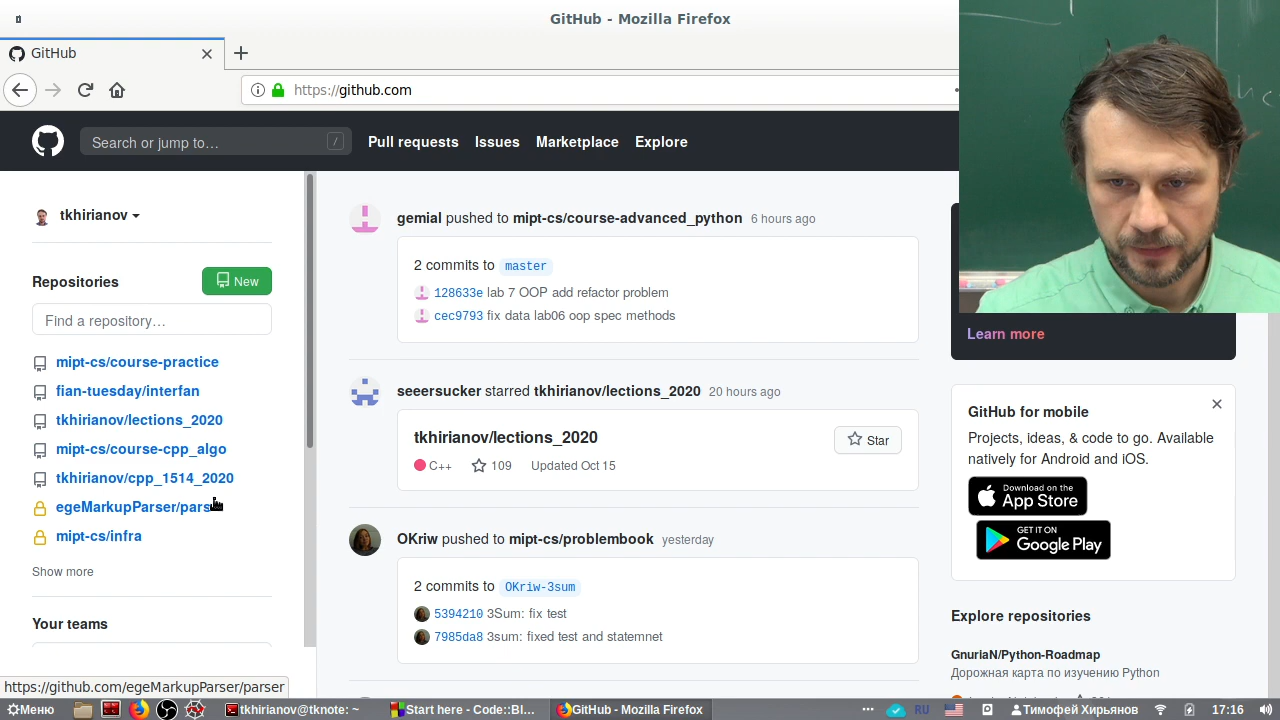 GitHub - Mozilla Firefox
GitHub
https://github.com
Search or jump to…
/
Pull requests
Issues
Marketplace
Explore
tkhirianov
Repositories
New
Find a repository…
mipt-cs/course-practice
fian-tuesday/interfan
tkhirianov/lections_2020
mipt-cs/course-cpp_algo
tkhirianov/cpp_1514_2020
egeMarkupParser/pars
mipt-cs/infra
Show more
Your teams
https://github.com/egeMarkupParser/parser
gemial pushed to mipt-cs/course-advanced_python 6 hours ago
2 commits to master
128633e lab 7 OOP add refactor problem
cec9793 fix data lab06 oop spec methods
seeersucker starred tkhirianov/lections_2020 20 hours ago
tkhirianov/lections_2020
Star
C++ 109 Updated Oct 15
OKriw pushed to mipt-cs/problembook yesterday
2 commits to OKriw-3sum
5394210 3Sum: fix test
7985da8 3sum: fixed test and statemnet
Learn more
GitHub for mobile
Projects, ideas, & code to go. Available
natively for Android and iOS.
Download on the
App Store
GET IT ON
Google Play
Explore repositories
GnuriaN/Python-Roadmap
Дорожная карта по изучению Python
Меню
tkhirianov@tknote: ~
Start here - Code::Bl...
GitHub - Mozilla Firefox
RU
Тимофей Хирьянов
17:16